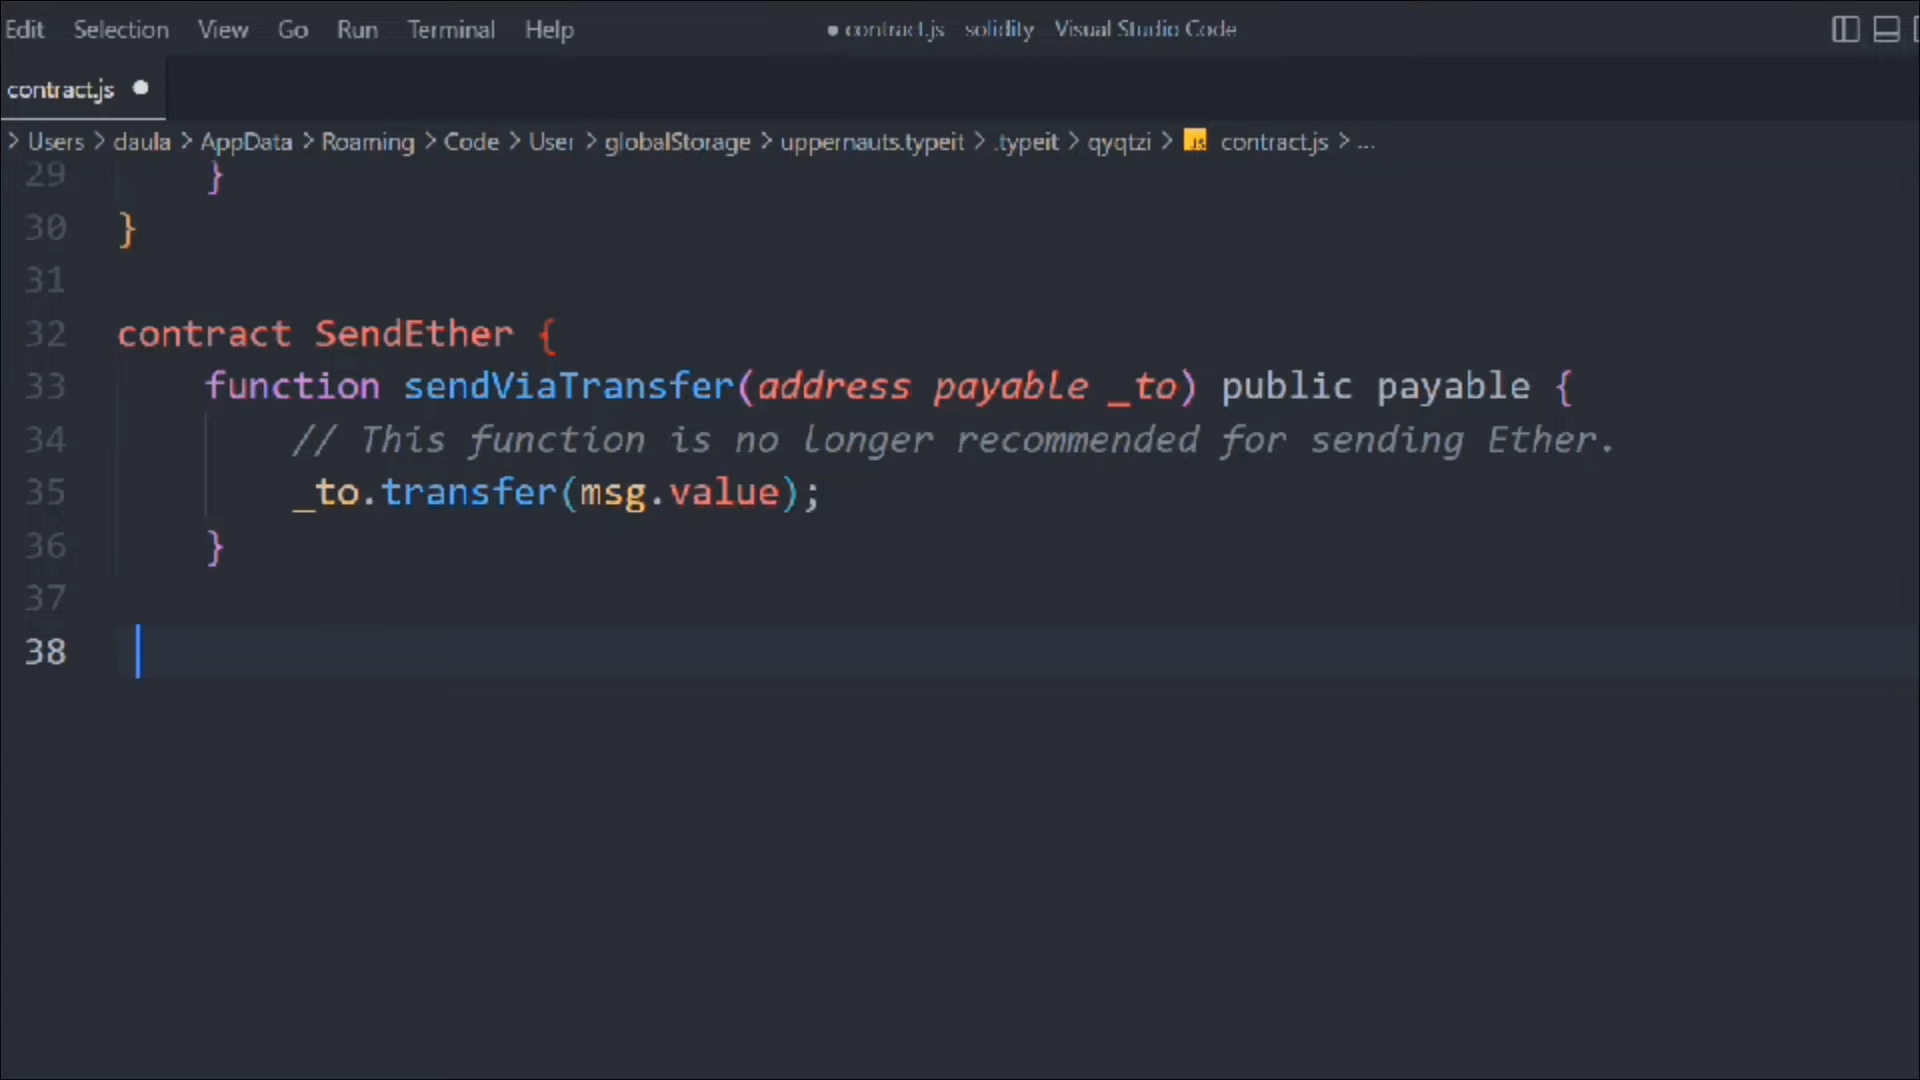 Edit Selection View Go Run Terminal Help ● contract.js solidity Visual Studio Code
contract.js ●
> Users > daula > AppData > Roaming > Code > User > globalStorage > uppernauts.typeit > .typeit > qyqtzi > JS contract.js > ...
29 }
30 }
31
32 contract SendEther {
33 function sendViaTransfer(address payable _to) public payable {
34 // This function is no longer recommended for sending Ether.
35 _to.transfer(msg.value);
36 }
37
38